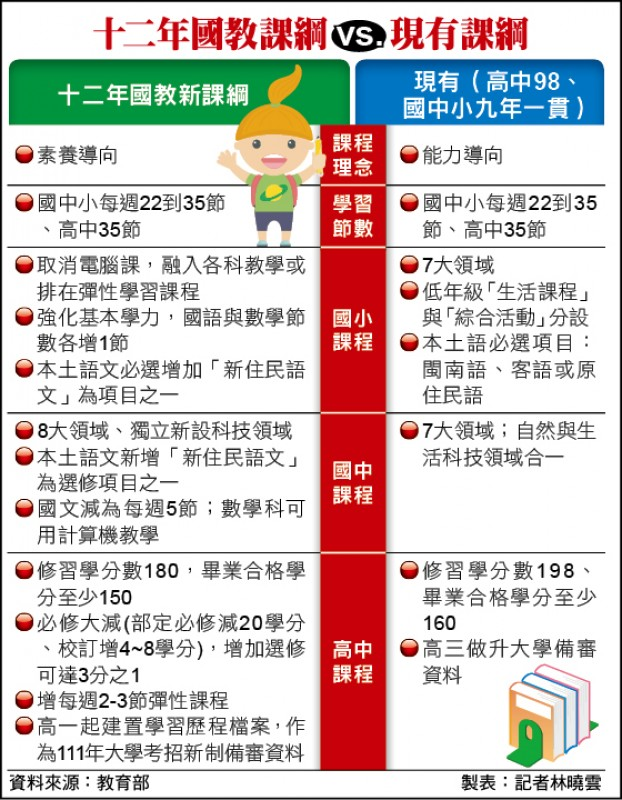 十二年國教課綱 VS. 現有課綱
十二年國教新課綱
現有（高中98、
國中小九年一貫）
課程
理念
素養導向
能力導向
學習
節數
國中小每週22到35節
、高中35節
國中小每週22到35
節、高中35節
國小
課程
取消電腦課，融入各科教學或
排在彈性學習課程
強化基本學力，國語與數學節
數各增1節
本土語文必選增加「新住民語
文」為項目之一
7大領域
低年級「生活課程」
與「綜合活動」分設
本土語必選項目：
閩南語、客語或原
住民語
國中
課程
8大領域、獨立新設科技領域
本土語文新增「新住民語文」
為選修項目之一
國文減為每週5節；數學科可
用計算機教學
7大領域；自然與生
活科技領域合一
高中
課程
修習學分數180，畢業合格學
分至少150
必修大減(部定必修減20學分
、校訂增4~8學分)，增加選修
可達3分之1
增每週2-3節彈性課程
高一起建置學習歷程檔案，作
為111年大學考招新制備審資料
修習學分數198、
畢業合格學分至少
160
高三做升大學備審
資料
資料來源：教育部
製表：記者林曉雲